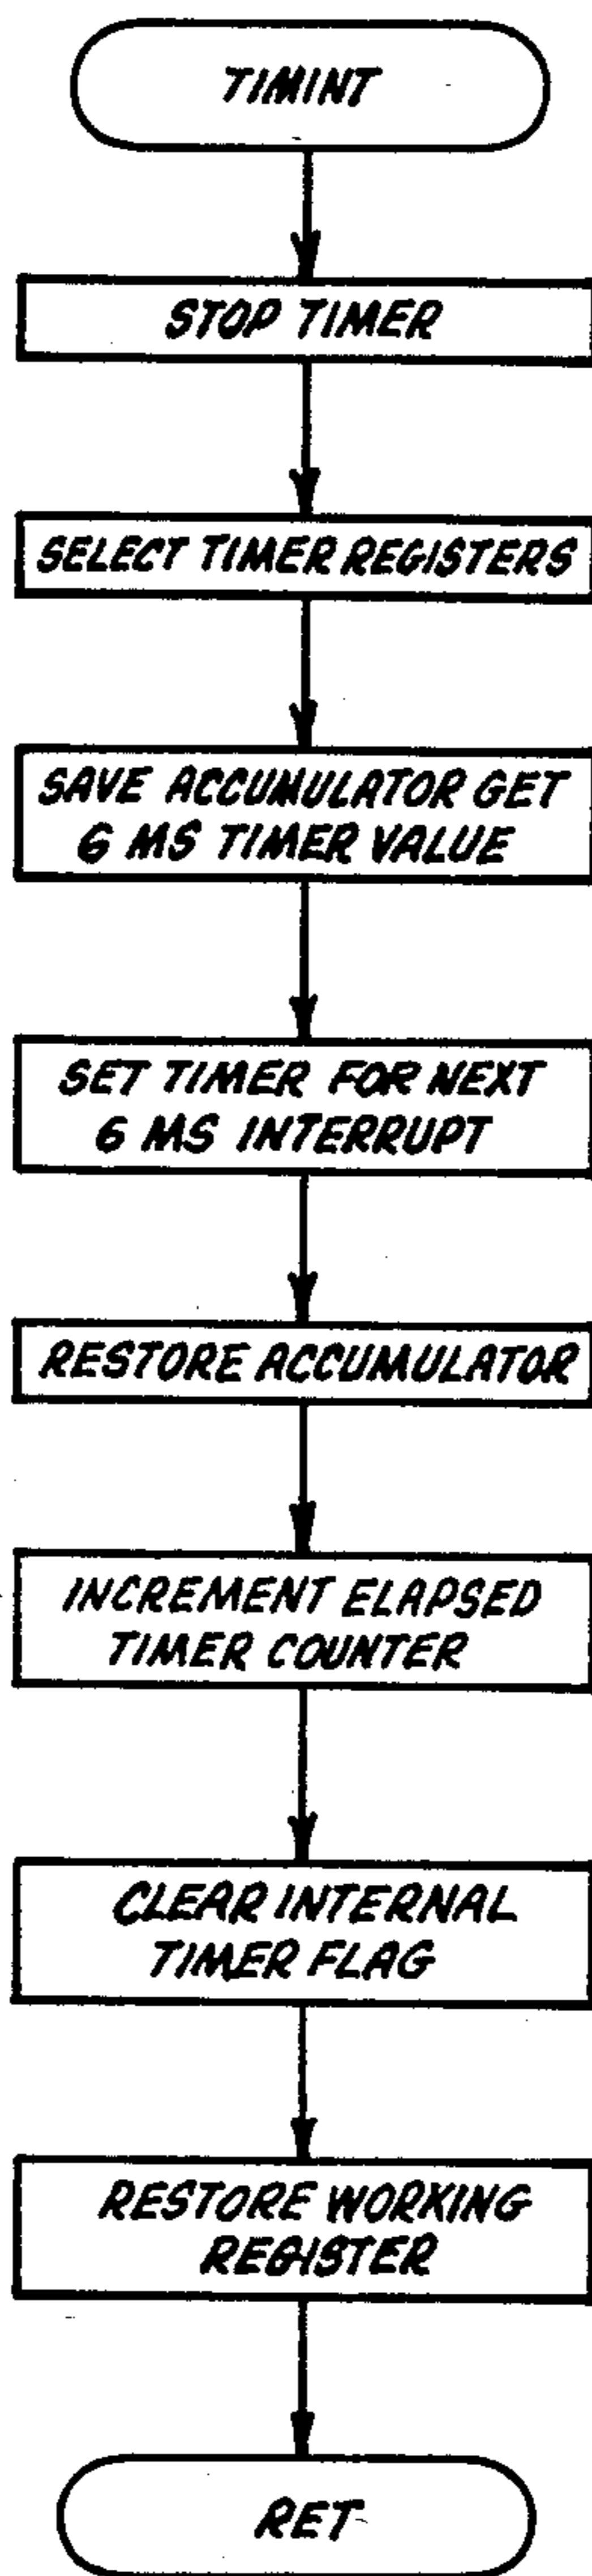 TIMINT
STOP TIMER
SELECT TIMER REGISTERS
SAVE ACCUMULATOR GET
6 MS TIMER VALUE
SET TIMER FOR NEXT
6 MS INTERRUPT
RESTORE ACCUMULATOR
INCREMENT ELAPSED
TIMER COUNTER
CLEAR INTERNAL
TIMER FLAG
RESTORE WORKING
REGISTER
RET